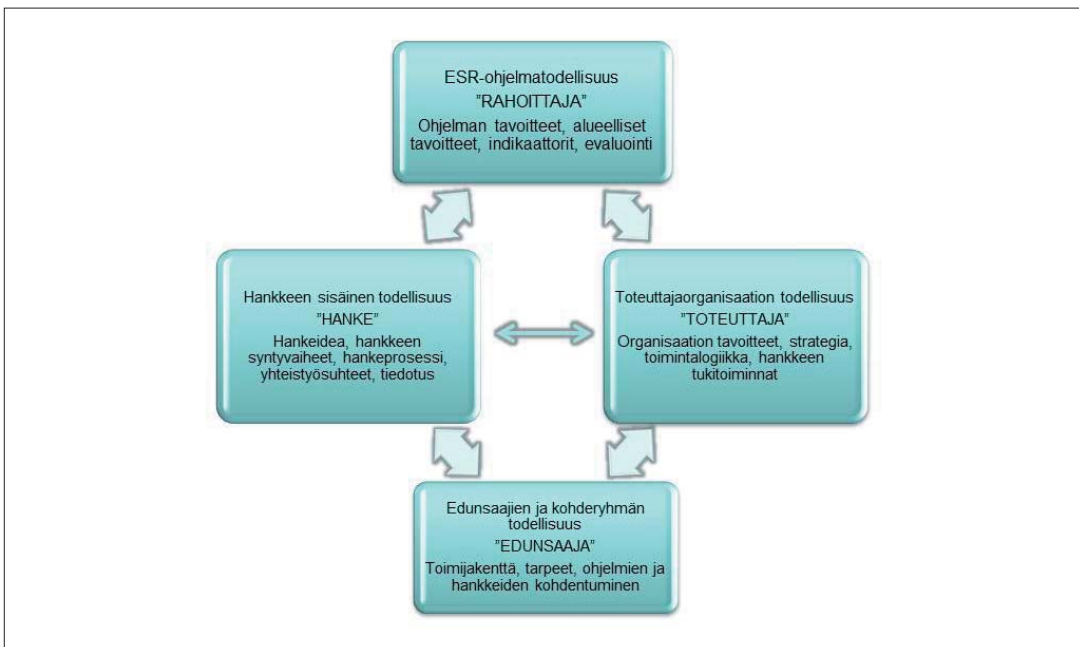 ESR-ohjelmatodellisuus
”RAHOITTAJA”
Ohjelman tavoitteet, alueelliset
tavoitteet, indikaattorit, evaluointi
Hankkeen sisäinen todellisuus
”HANKE”
Hankeidea, hankkeen
syntyvaiheet, hankeprosessi,
yhteistyösuhteet, tiedotus
Toteuttajaorganisaation todellisuus
”TOTEUTTAJA”
Organisaation tavoitteet, strategia,
toimintalogiikka, hankkeen
tukitoiminnat
Edunsaajien ja kohderyhmän
todellisuus
”EDUNSAAJA”
Toimijakenttä, tarpeet, ohjelmien ja
hankkeiden kohdentuminen